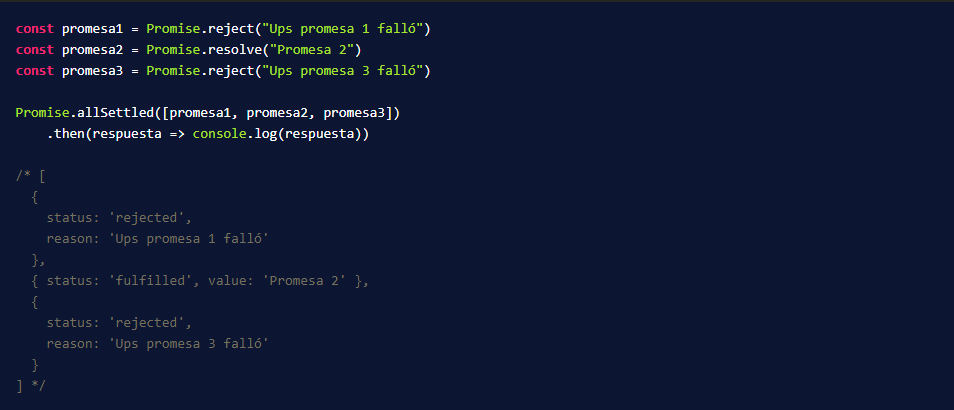 const promesa1 = Promise.reject("Ups promesa 1 falló")
const promesa2 = Promise.resolve("Promesa 2")
const promesa3 = Promise.reject("Ups promesa 3 falló")

Promise.allSettled([promesa1, promesa2, promesa3])
    .then(respuesta => console.log(respuesta))

/* [
  {
    status: 'rejected',
    reason: 'Ups promesa 1 falló'
  },
  { status: 'fulfilled', value: 'Promesa 2' },
  {
    status: 'rejected',
    reason: 'Ups promesa 3 falló'
  }
] */